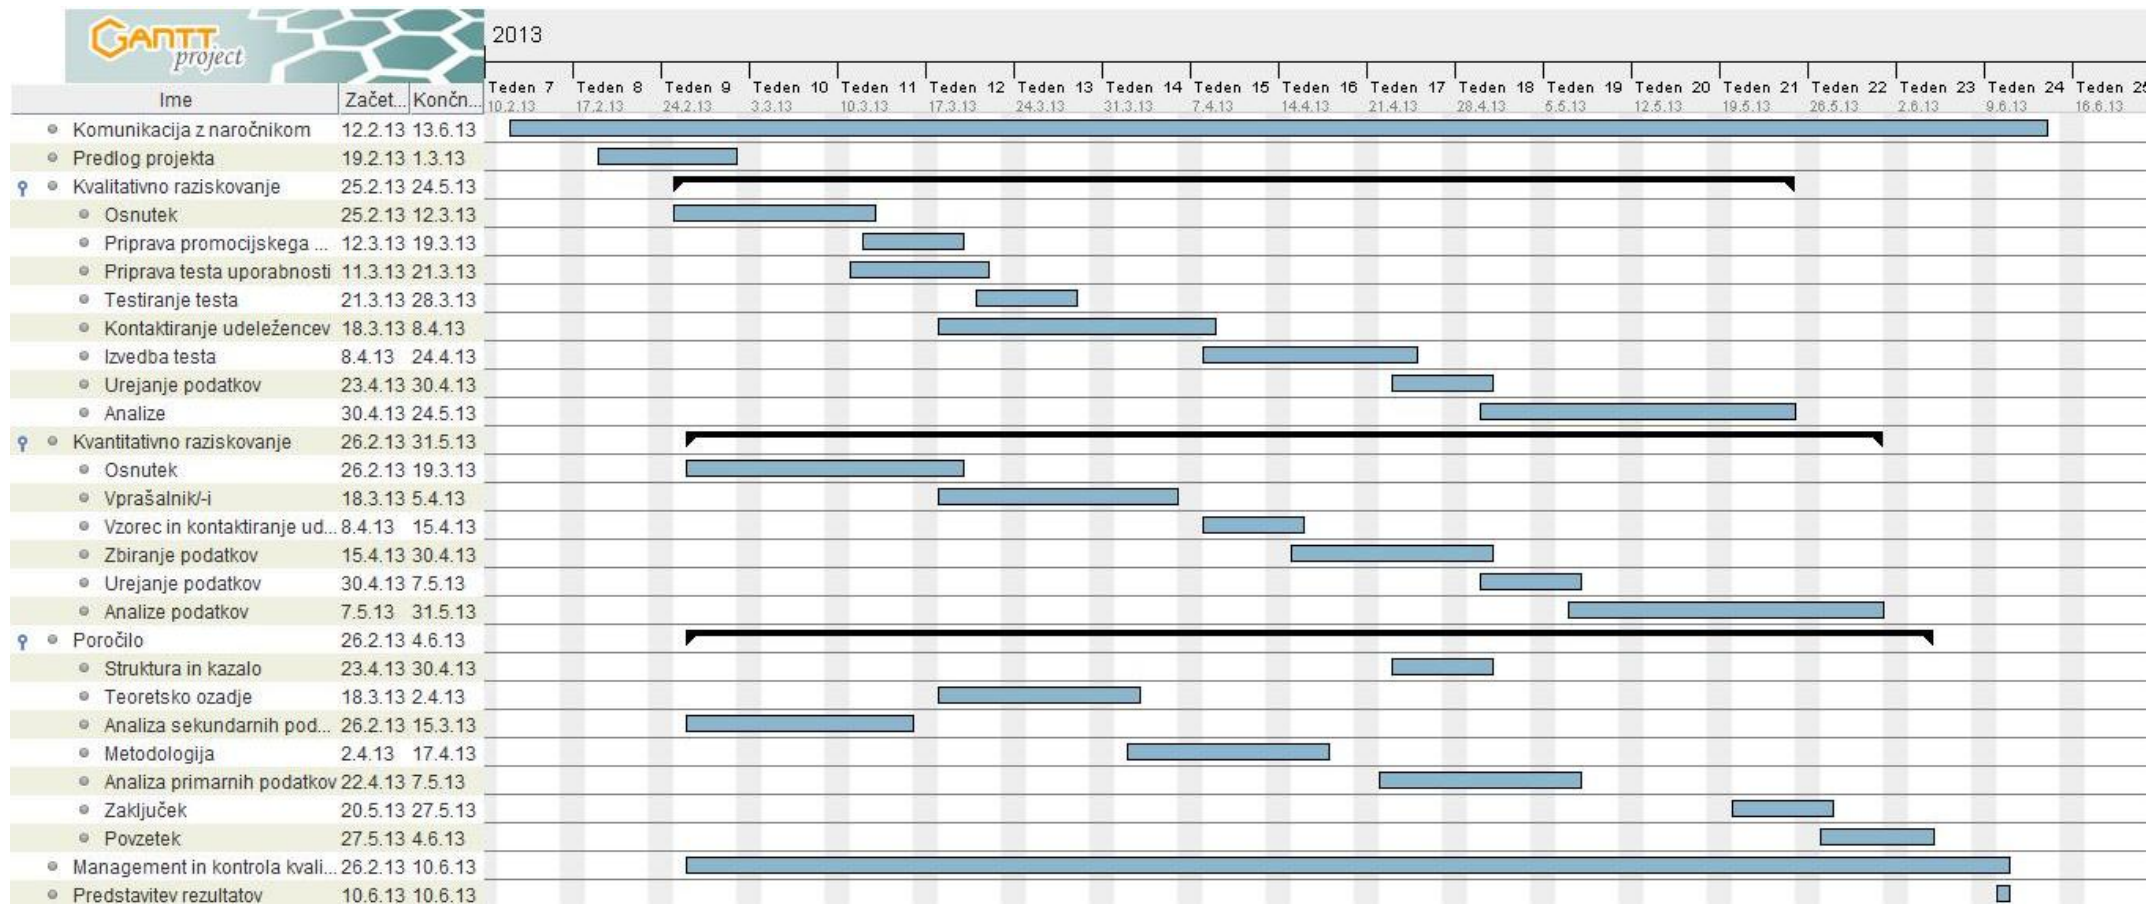 GANTT
project
2013
Teden 7 Teden 8 Teden 9 Teden 10 Teden 11 Teden 12 Teden 13 Teden 14 Teden 15 Teden 16 Teden 17 Teden 18 Teden 19 Teden 20 Teden 21 Teden 22 Teden 23 Teden 24 Teden 25
Ime Začet... Končn... 10.2.13 17.2.13 24.2.13 3.3.13 10.3.13 17.3.13 24.3.13 31.3.13 7.4.13 14.4.13 21.4.13 28.4.13 5.5.13 12.5.13 19.5.13 26.5.13 2.6.13 9.6.13 16.6.13
Komunikacija z naročnikom 12.2.13 13.6.13
Predlog projekta 19.2.13 1.3.13
Kvalitativno raziskovanje 25.2.13 24.5.13
Osnutek 25.2.13 12.3.13
Priprava promocijskega ... 12.3.13 19.3.13
Priprava testa uporabnosti 11.3.13 21.3.13
Testiranje testa 21.3.13 28.3.13
Kontaktiranje udeležencev 18.3.13 8.4.13
Izvedba testa 8.4.13 24.4.13
Urejanje podatkov 23.4.13 30.4.13
Analize 30.4.13 24.5.13
Kvantitativno raziskovanje 26.2.13 31.5.13
Osnutek 26.2.13 19.3.13
Vprašalnik/-i 18.3.13 5.4.13
Vzorec in kontaktiranje ud... 8.4.13 15.4.13
Zbiranje podatkov 15.4.13 30.4.13
Urejanje podatkov 30.4.13 7.5.13
Analize podatkov 7.5.13 31.5.13
Poročilo 26.2.13 4.6.13
Struktura in kazalo 23.4.13 30.4.13
Teoretsko ozadje 18.3.13 2.4.13
Analiza sekundarnih pod... 26.2.13 15.3.13
Metodologija 2.4.13 17.4.13
Analiza primarnih podatkov 22.4.13 7.5.13
Zaključek 20.5.13 27.5.13
Povzetek 27.5.13 4.6.13
Management in kontrola kvali... 26.2.13 10.6.13
Predstavitev rezultatov 10.6.13 10.6.13